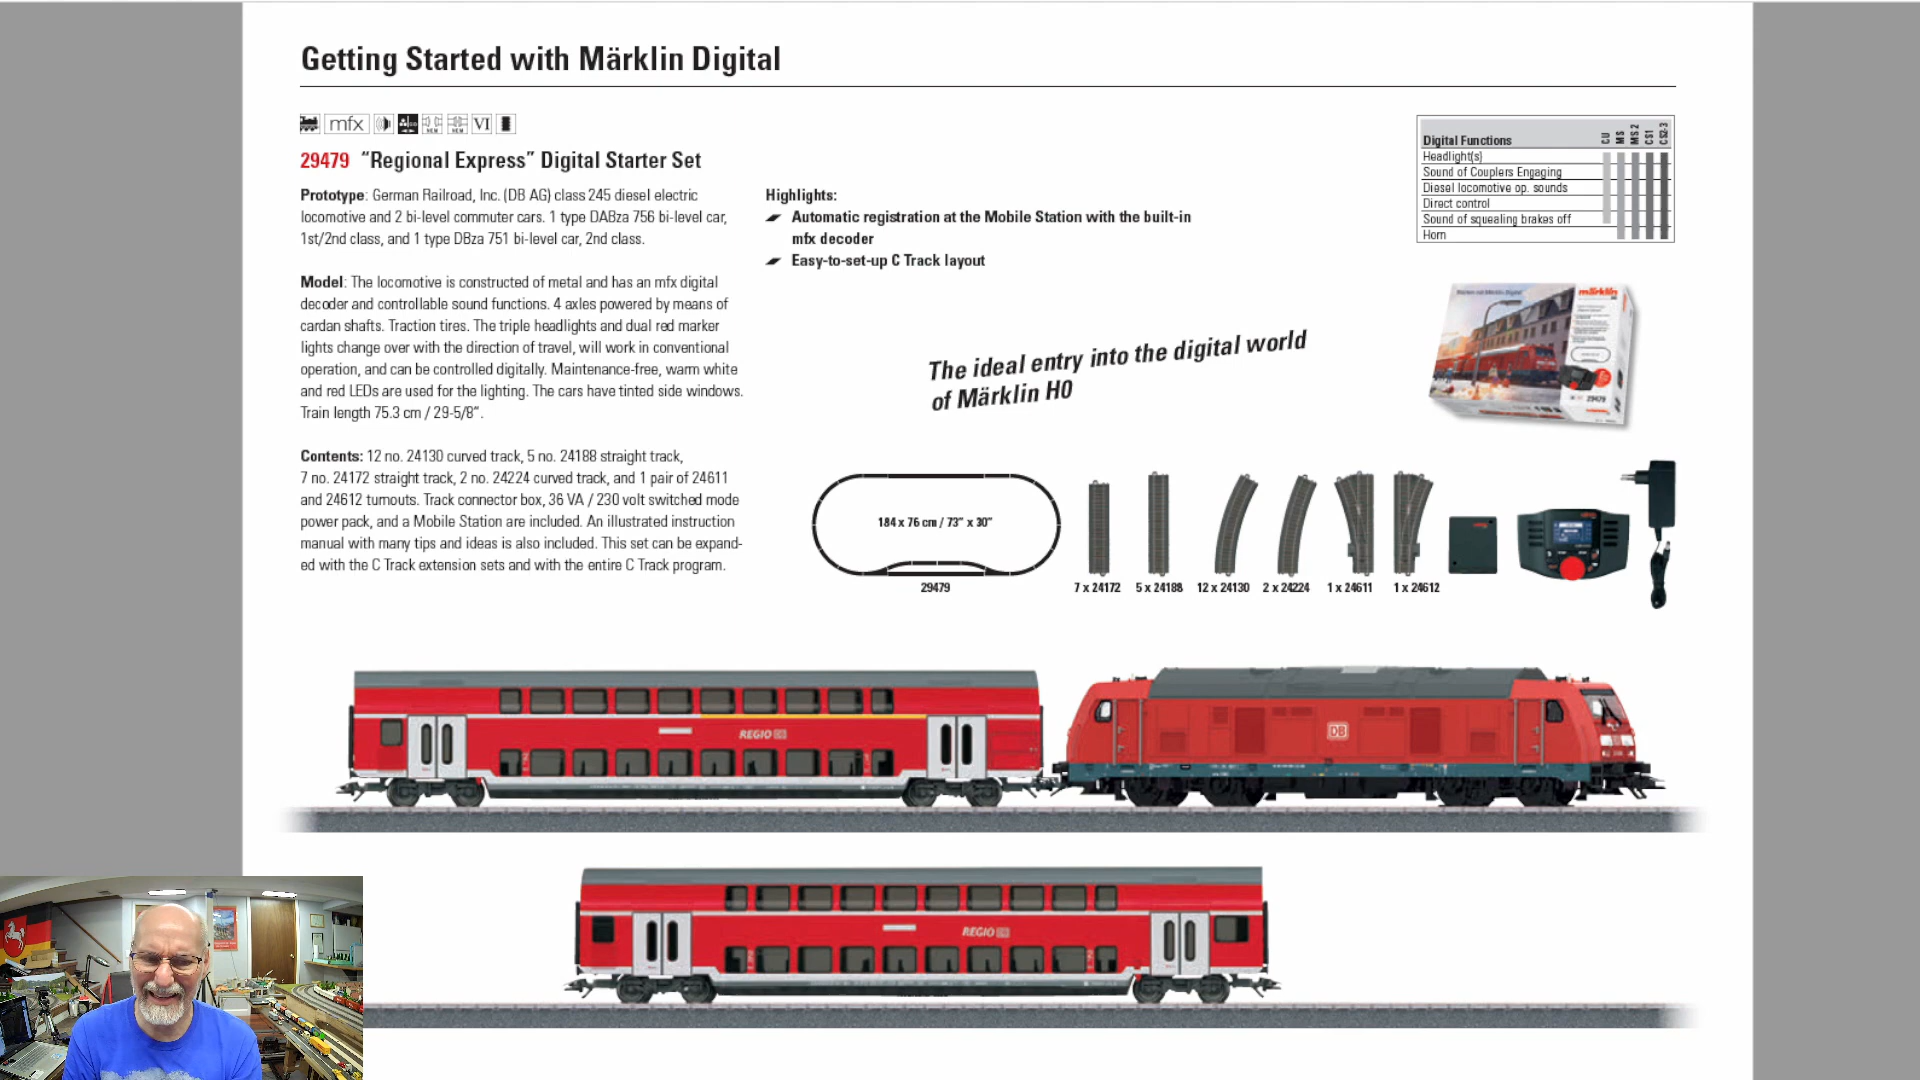 Getting Started with Märklin Digital
mfx
NEM
NEM
VI
29479 “Regional Express” Digital Starter Set
Prototype: German Railroad, Inc. (DB AG) class 245 diesel electric
locomotive and 2 bi-level commuter cars. 1 type DABza 756 bi-level car,
1st/2nd class, and 1 type DBza 751 bi-level car, 2nd class.
Model: The locomotive is constructed of metal and has an mfx digital
decoder and controllable sound functions. 4 axles powered by means of
cardan shafts. Traction tires. The triple headlights and dual red marker
lights change over with the direction of travel, will work in conventional
operation, and can be controlled digitally. Maintenance-free, warm white
and red LEDs are used for the lighting. The cars have tinted side windows.
Train length 75.3 cm / 29-5/8”.
Contents: 12 no. 24130 curved track, 5 no. 24188 straight track,
7 no. 24172 straight track, 2 no. 24224 curved track, and 1 pair of 24611
and 24612 turnouts. Track connector box, 36 VA / 230 volt switched mode
power pack, and a Mobile Station are included. An illustrated instruction
manual with many tips and ideas is also included. This set can be expand-
ed with the C Track extension sets and with the entire C Track program.
Highlights:
Automatic registration at the Mobile Station with the built-in
mfx decoder
Easy-to-set-up C Track layout
The ideal entry into the digital world
of Märklin H0
Digital Functions CU MS MS 2 CS1 CS2-3
Headlight(s)
Sound of Couplers Engaging
Diesel locomotive op. sounds
Direct control
Sound of squealing brakes off
Horn
märklin
29479
184 x 76 cm / 73” x 30”
29479
7 x 24172
5 x 24188
12 x 24130
2 x 24224
1 x 24611
1 x 24612
REGIO DB
DB
REGIO DB